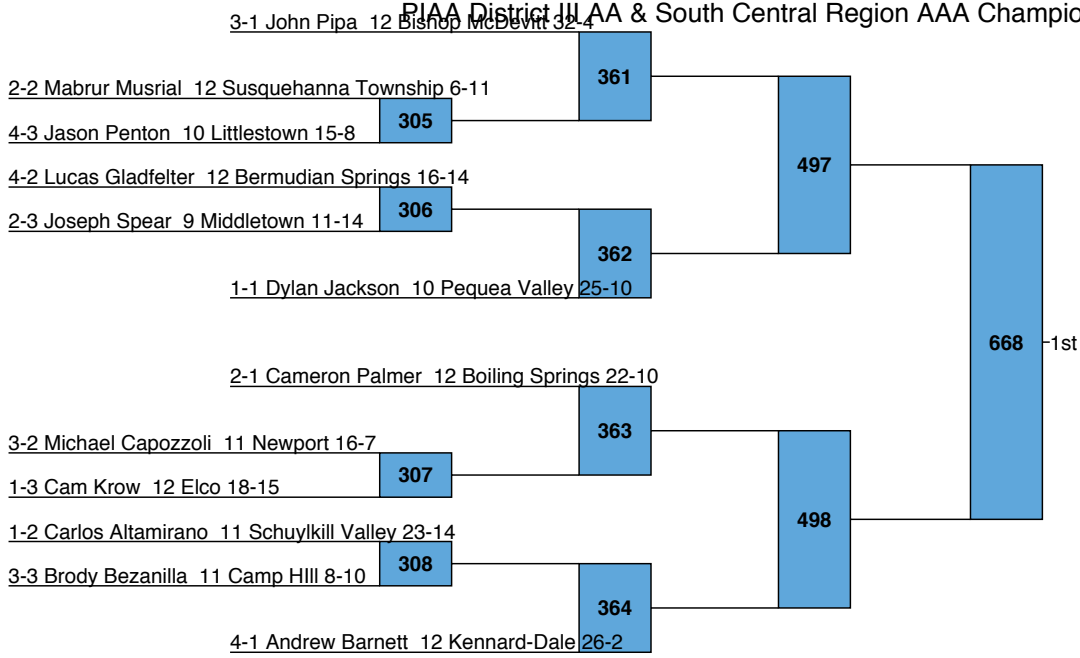 PIAA District III AA & South Central Region AAA Champio
3-1 John Pipa 12 Bishop McDevitt 32-4
361
2-2 Mabrur Musrial 12 Susquehanna Township 6-11
305
4-3 Jason Penton 10 Littlestown 15-8
497
4-2 Lucas Gladfelter 12 Bermudian Springs 16-14
306
2-3 Joseph Spear 9 Middletown 11-14
362
1-1 Dylan Jackson 10 Pequea Valley 25-10
668
1st
2-1 Cameron Palmer 12 Boiling Springs 22-10
363
3-2 Michael Capozzoli 11 Newport 16-7
307
1-3 Cam Krow 12 Elco 18-15
498
1-2 Carlos Altamirano 11 Schuylkill Valley 23-14
308
3-3 Brody Bezanilla 11 Camp HIll 8-10
364
4-1 Andrew Barnett 12 Kennard-Dale 26-2